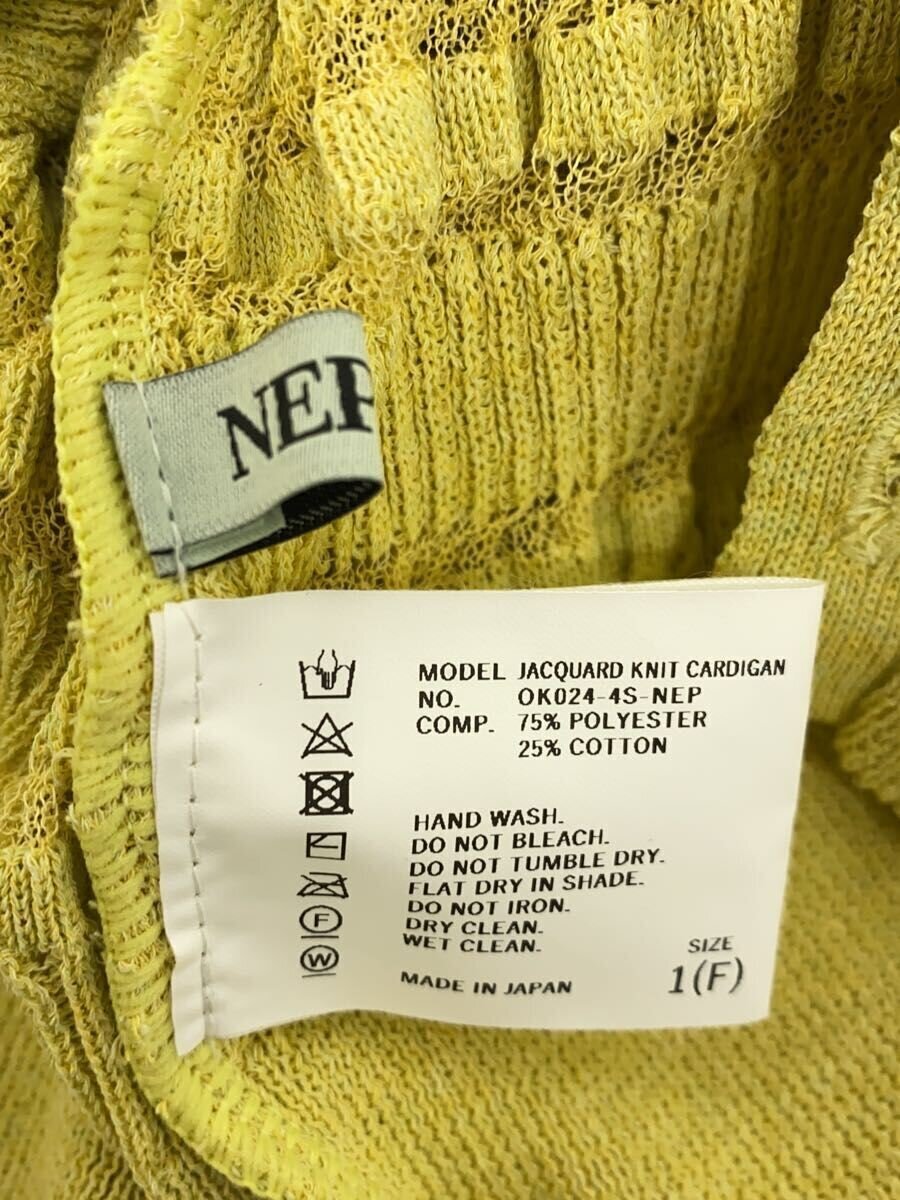 NEP
MODEL JACQUARD KNIT CARDIGAN
NO. OK024-4S-NEP
COMP. 75% POLYESTER
25% COTTON
HAND WASH.
DO NOT BLEACH.
DO NOT TUMBLE DRY.
FLAT DRY IN SHADE.
DO NOT IRON.
DRY CLEAN.
WET CLEAN.
F
W
MADE IN JAPAN
SIZE
1(F)